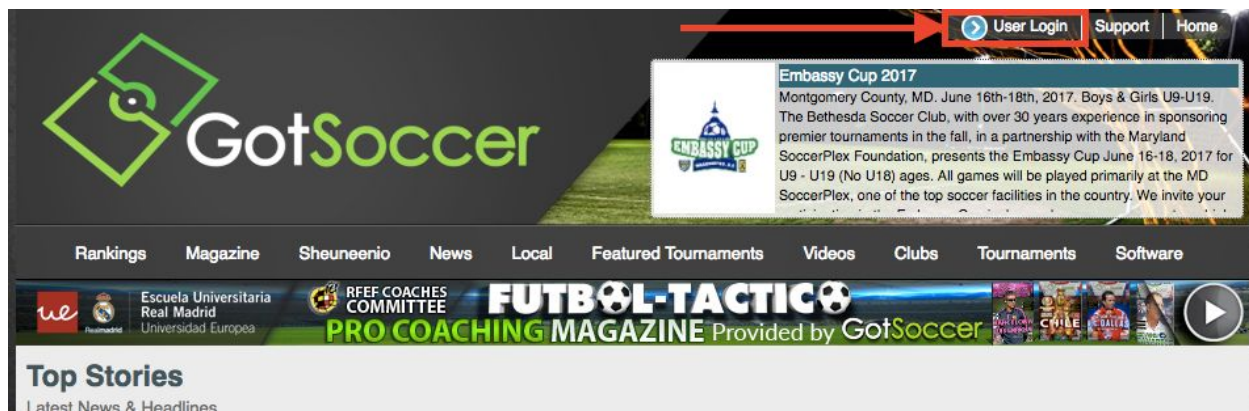 User Login Support Home
GotSoccer
Embassy Cup 2017
Montgomery County, MD. June 16th-18th, 2017. Boys & Girls U9-U19.
The Bethesda Soccer Club, with over 30 years experience in sponsoring
premier tournaments in the fall, in a partnership with the Maryland
SoccerPlex Foundation, presents the Embassy Cup June 16-18, 2017 for
U9 - U19 (No U18) ages. All games will be played primarily at the MD
SoccerPlex, one of the top soccer facilities in the country. We invite your
EMBASSY CUP
Rankings Magazine Sheuneenio News Local Featured Tournaments Videos Clubs Tournaments Software
ue
Realmadrid
Escuela Universitaria
Real Madrid
Universidad Europea
RFEF COACHES
COMMITTEE
FUTBOL-TACTICO
PRO COACHING MAGAZINE Provided by GotSoccer
CHILE
Top Stories
Latest News & Headlines